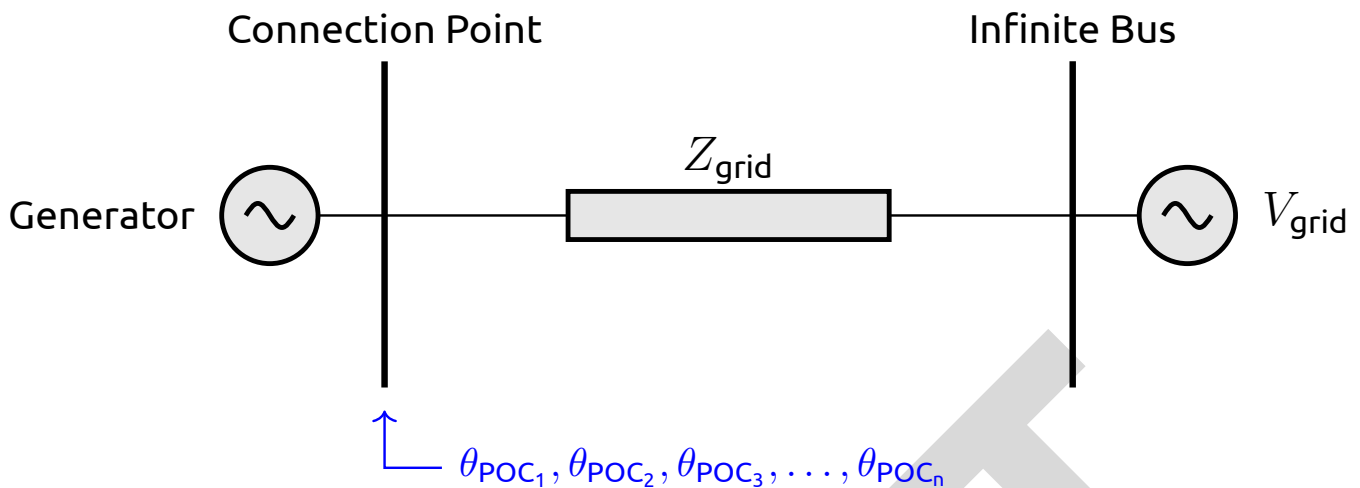 Connection Point
Infinite Bus
Z_grid
Generator
V_grid
θ_POC₁, θ_POC₂, θ_POC₃, . . . , θ_POCₙ